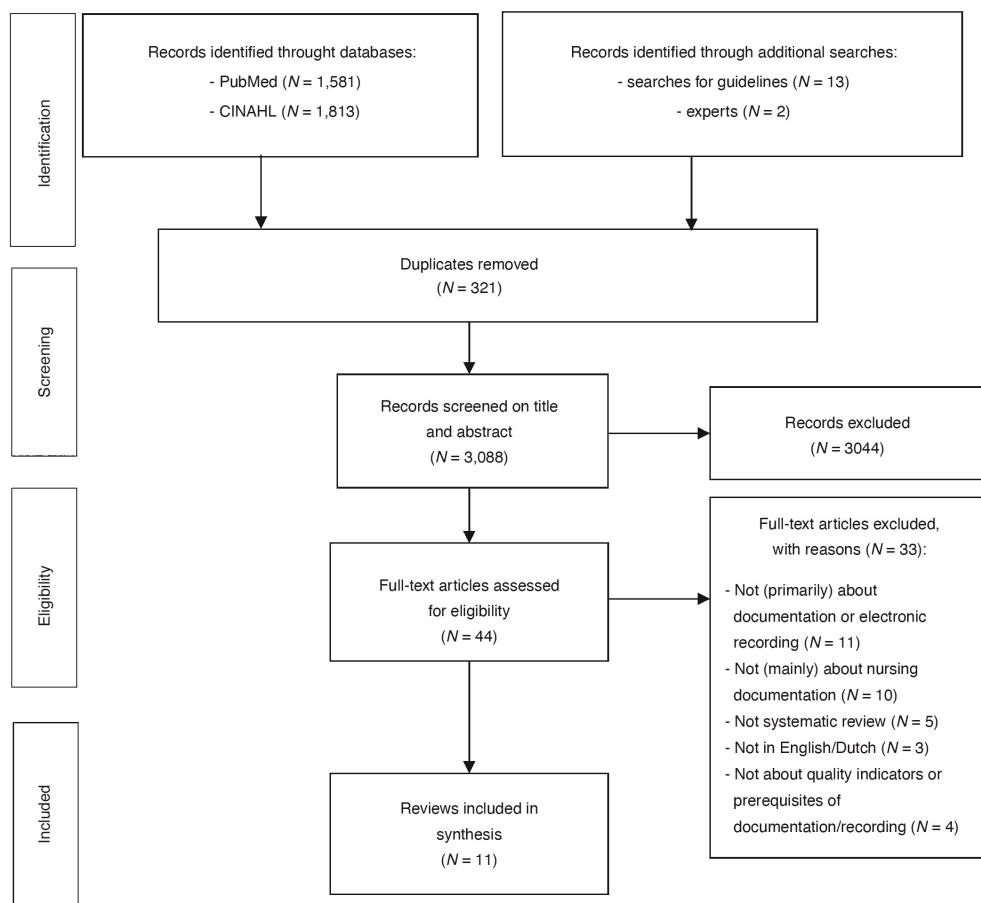 Identification
Records identified throught databases:
- PubMed (N = 1,581)
- CINAHL (N = 1,813)
Records identified through additional searches:
- searches for guidelines (N = 13)
- experts (N = 2)
Duplicates removed
(N = 321)
Screening
Records screened on title
and abstract
(N = 3,088)
Records excluded
(N = 3044)
Eligibility
Full-text articles assessed
for eligibility
(N = 44)
Full-text articles excluded,
with reasons (N = 33):
- Not (primarily) about
documentation or electronic
recording (N = 11)
- Not (mainly) about nursing
documentation (N = 10)
- Not systematic review (N = 5)
- Not in English/Dutch (N = 3)
- Not about quality indicators or
prerequisites of
documentation/recording (N = 4)
Included
Reviews included in
synthesis
(N = 11)